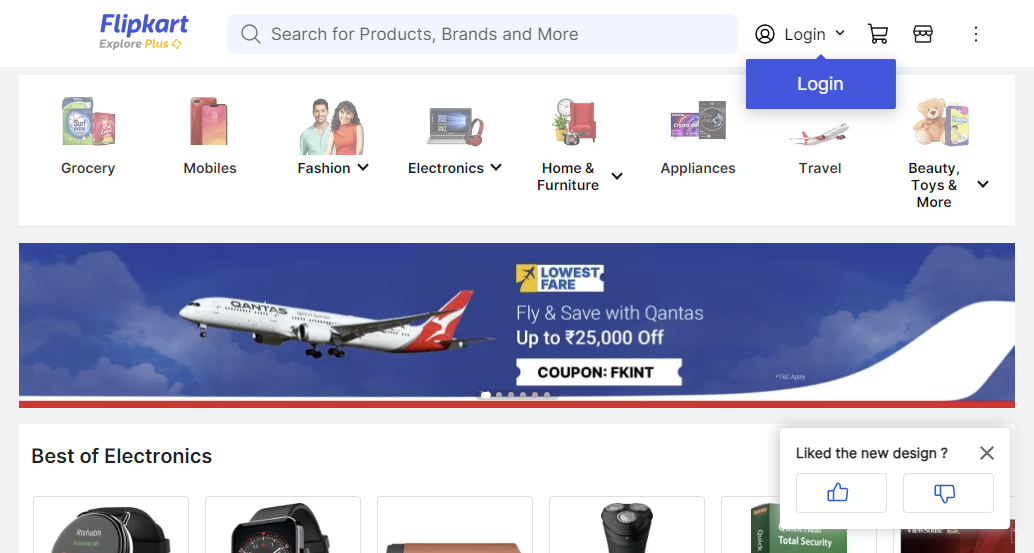 Flipkart
Explore Plus
Search for Products, Brands and More
Login
Login
Grocery
Mobiles
Fashion
Electronics
Home &
Furniture
Appliances
Travel
Beauty,
Toys &
More
QANTAS
LOWEST
FARE
Fly & Save with Qantas
Up to ₹25,000 Off
COUPON: FKINT
*T&C Apply
Best of Electronics
Liked the new design ?
Rishabh
Quick Heal
Total Security
ViewSonic